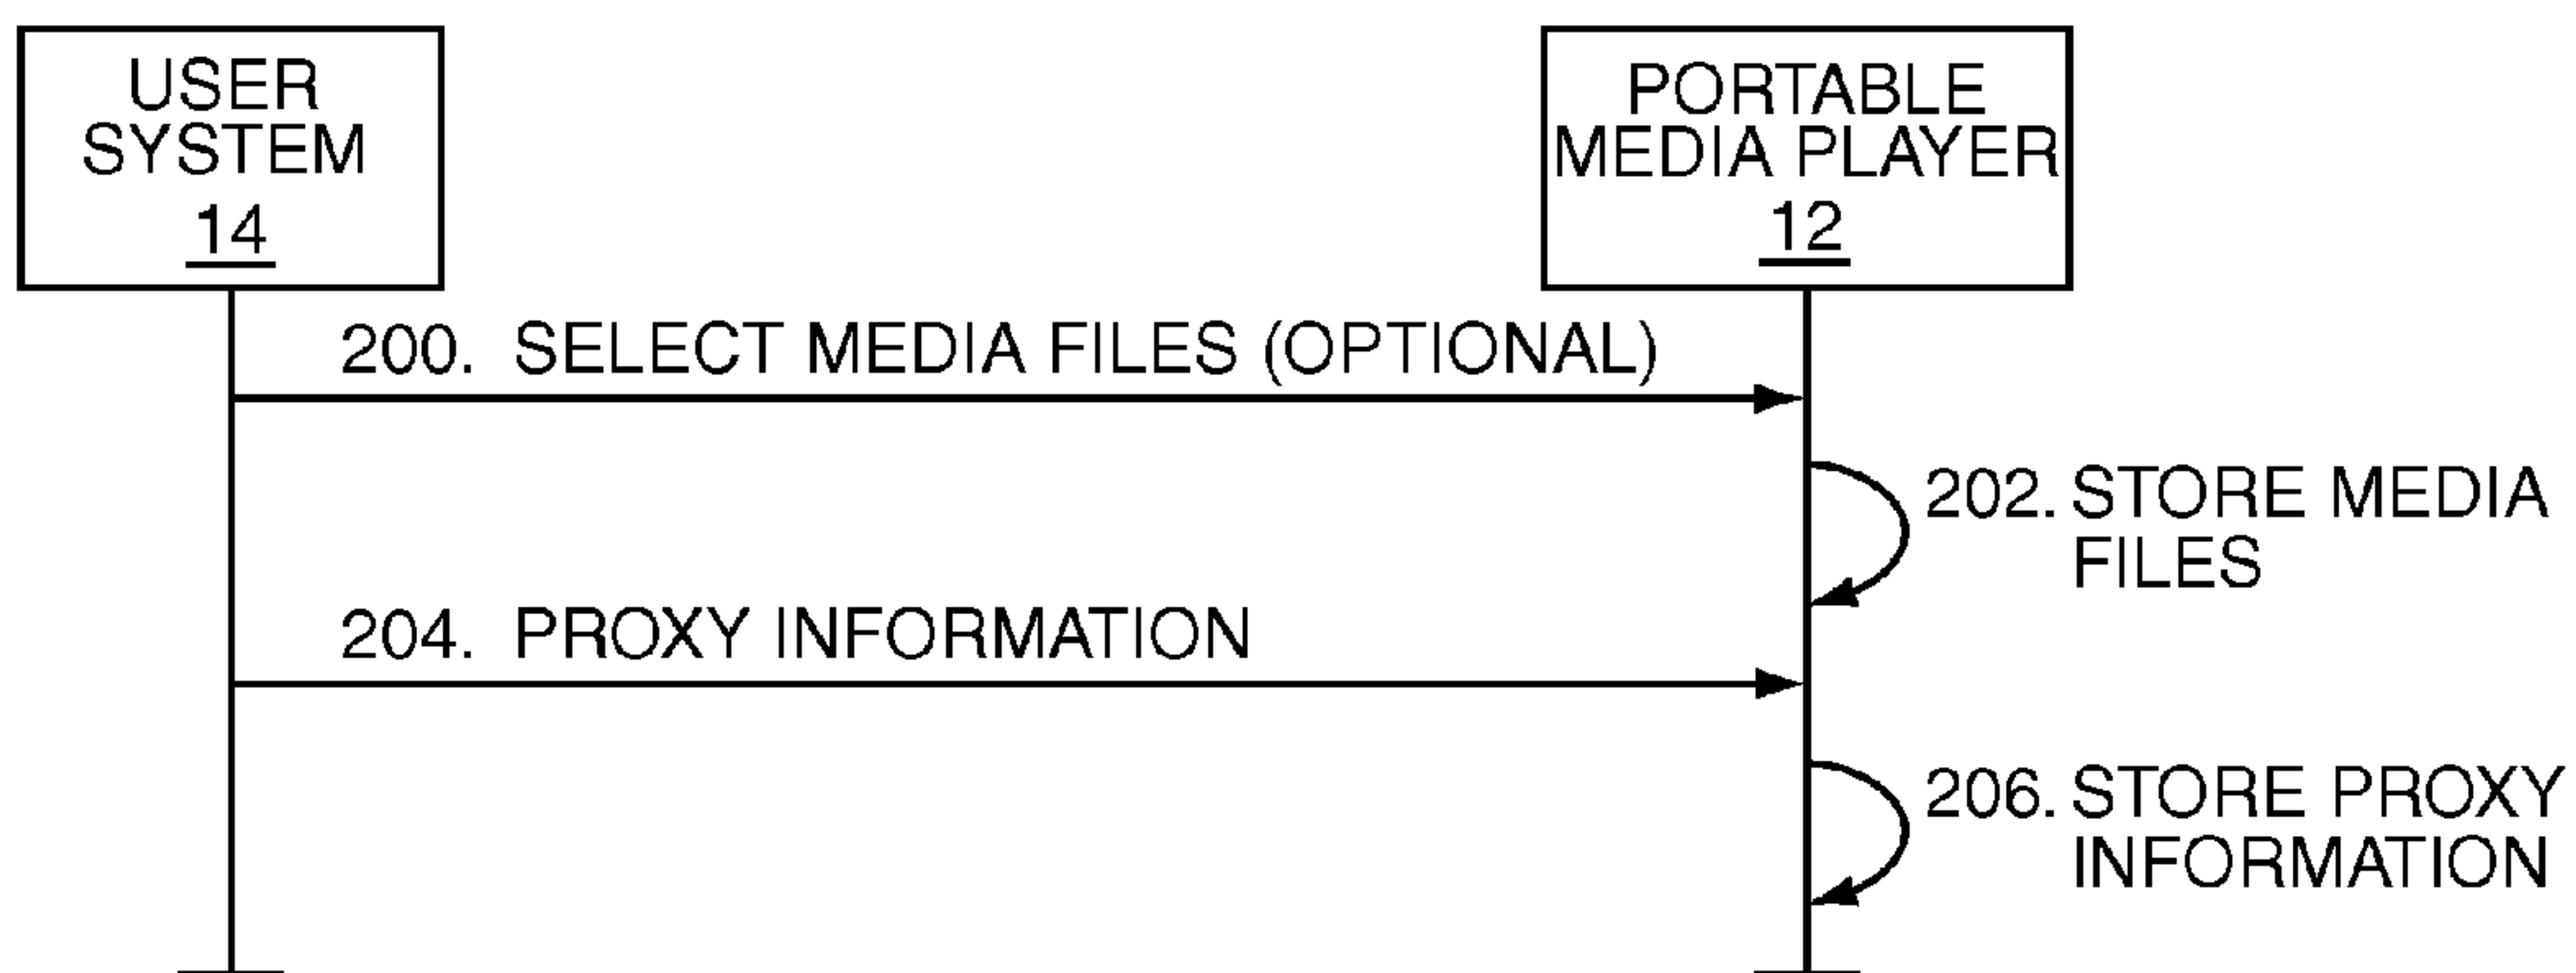 USER
SYSTEM
14
PORTABLE
MEDIA PLAYER
12
200. SELECT MEDIA FILES (OPTIONAL)
202. STORE MEDIA
FILES
204. PROXY INFORMATION
206. STORE PROXY
INFORMATION